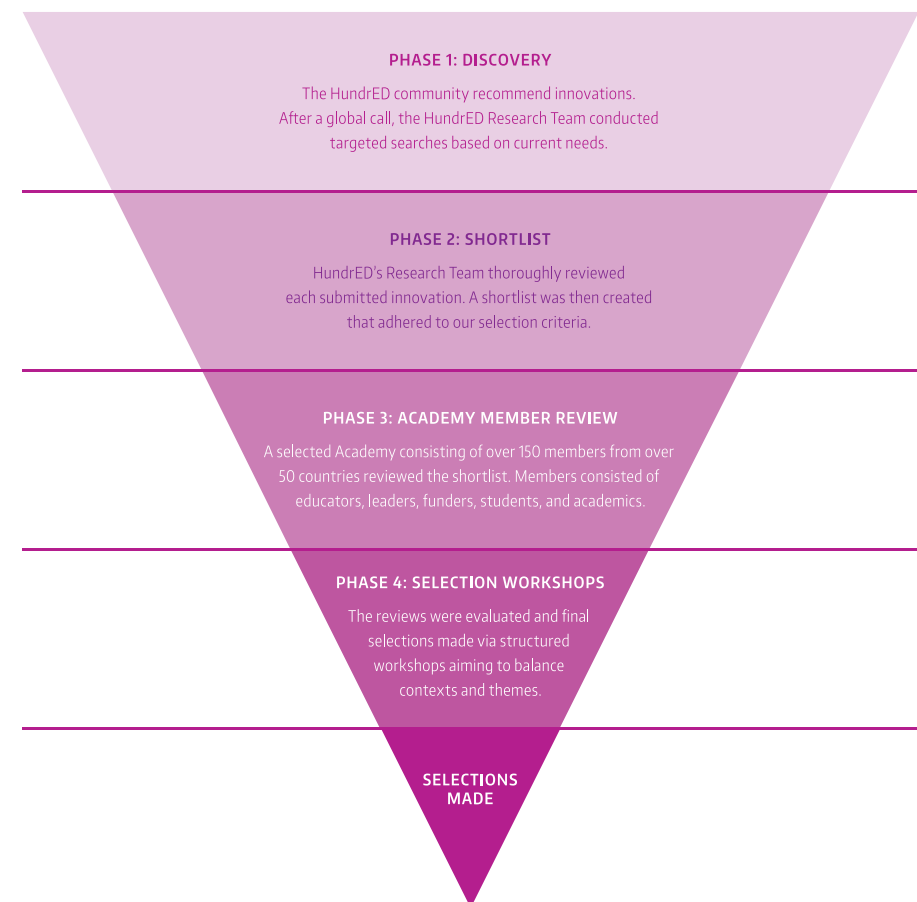 PHASE 1: DISCOVERY
The HundrED community recommend innovations.
After a global call, the HundrED Research Team conducted
targeted searches based on current needs.
PHASE 2: SHORTLIST
HundrED's Research Team thoroughly reviewed
each submitted innovation. A shortlist was then created
that adhered to our selection criteria.
PHASE 3: ACADEMY MEMBER REVIEW
A selected Academy consisting of over 150 members from over
50 countries reviewed the shortlist. Members consisted of
educators, leaders, funders, students, and academics.
PHASE 4: SELECTION WORKSHOPS
The reviews were evaluated and final
selections made via structured
workshops aiming to balance
contexts and themes.
SELECTIONS
MADE